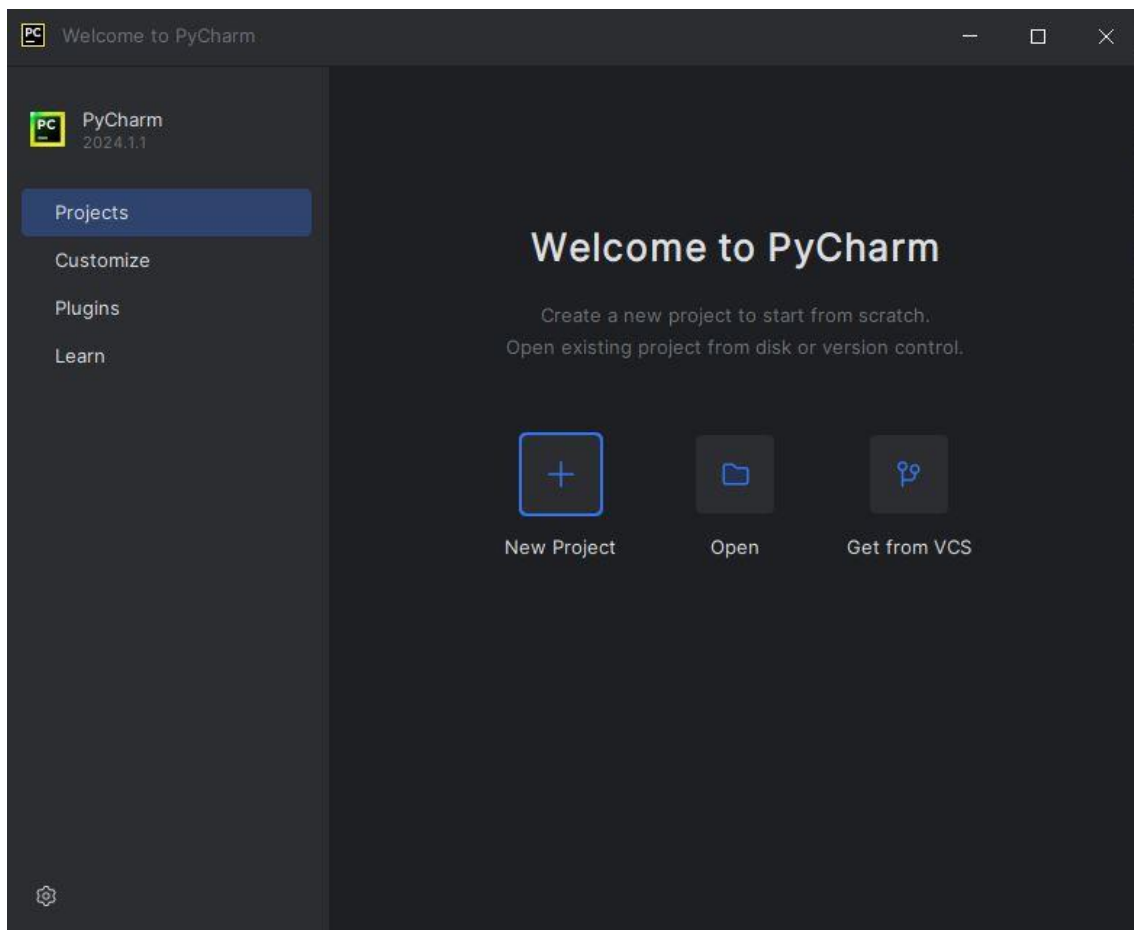 PC Welcome to PyCharm
PC PyCharm
2024.1.1
Projects
Customize
Plugins
Learn
Welcome to PyCharm
Create a new project to start from scratch.
Open existing project from disk or version control.
New Project Open Get from VCS